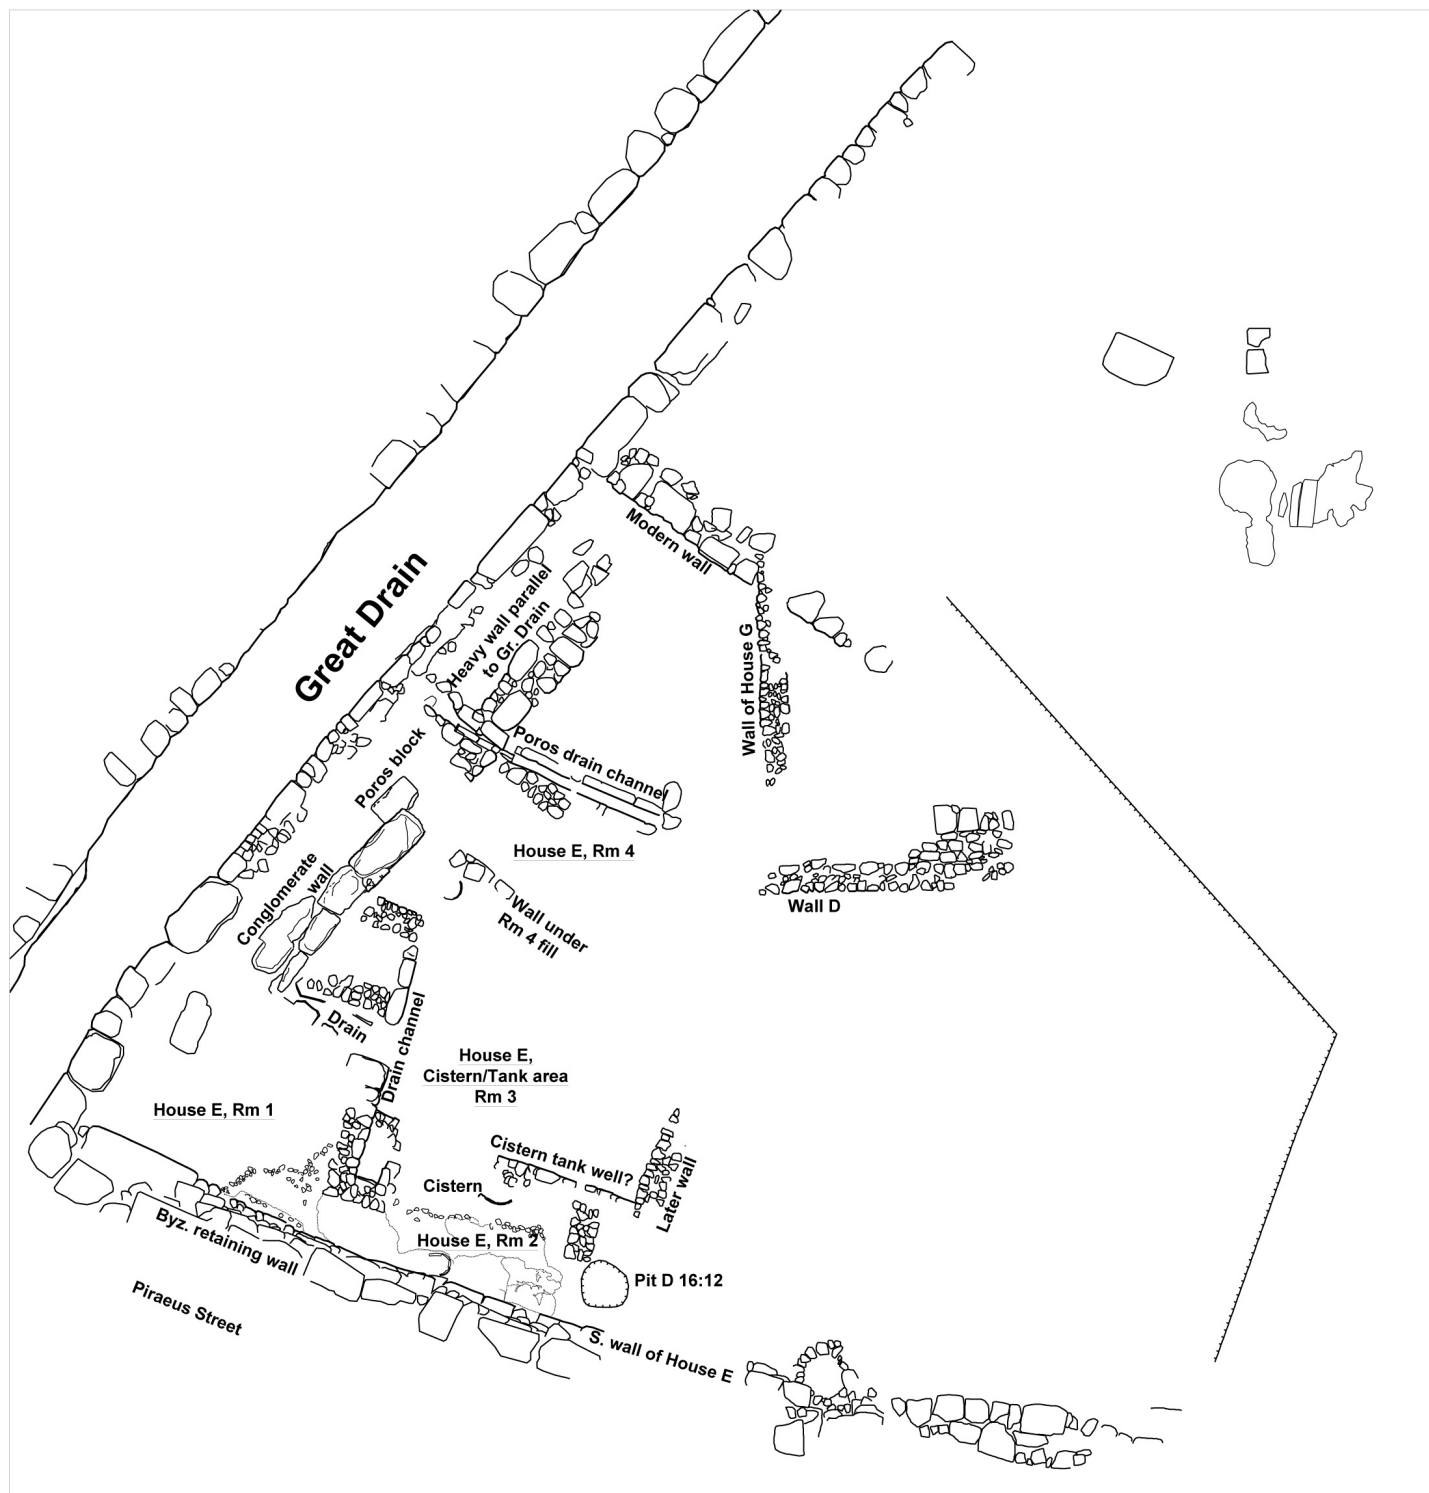 Modern wall
Great Drain
Heavy wall parallel
to Gr. Drain
Wall of House G
Poros block
Poros drain channel
House E, Rm 4
Conglomerate
wall
Wall under
Rm 4 fill
Wall D
Drain
Drain channel
House E,
Cistern/Tank area
Rm 3
House E, Rm 1
Cistern tank well?
Later wall
Cistern
House E, Rm 2
Byz. retaining wall
Pit D 16:12
Piraeus Street
S. wall of House E